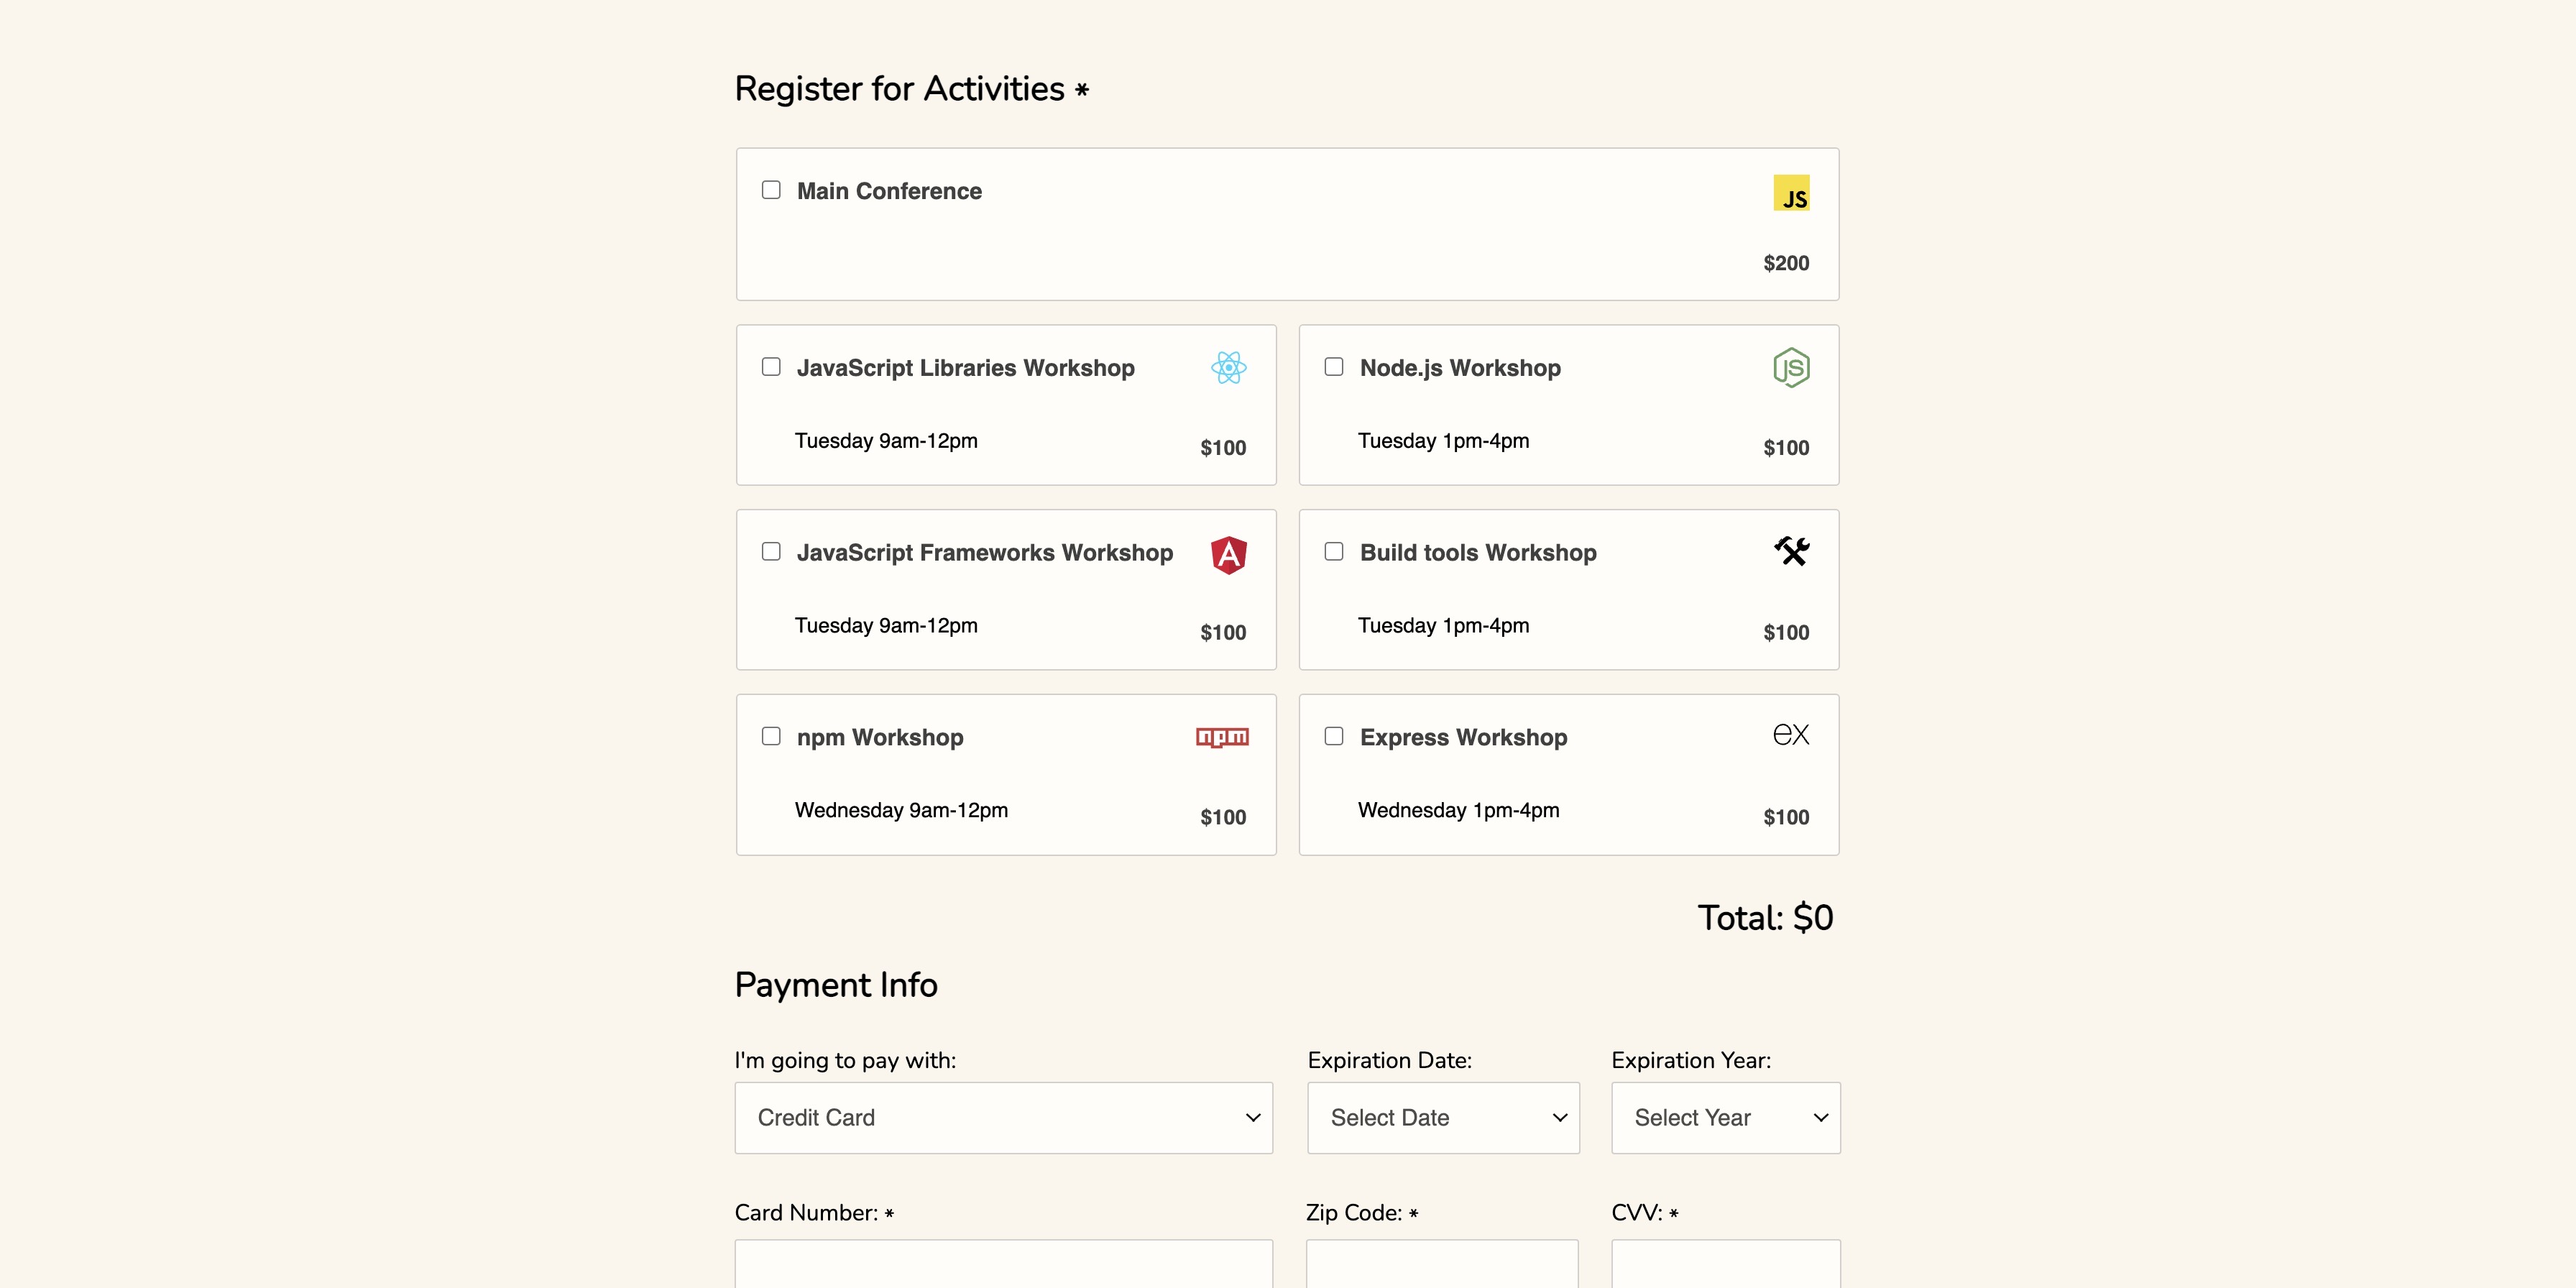 Register for Activities *
Main Conference
JS
$200
JavaScript Libraries Workshop
Tuesday 9am-12pm
$100
Node.js Workshop
JS
Tuesday 1pm-4pm
$100
JavaScript Frameworks Workshop
A
Tuesday 9am-12pm
$100
Build tools Workshop
Tuesday 1pm-4pm
$100
npm Workshop
npm
Wednesday 9am-12pm
$100
Express Workshop
ex
Wednesday 1pm-4pm
$100
Total: $0
Payment Info
I'm going to pay with:
Credit Card
Expiration Date:
Select Date
Expiration Year:
Select Year
Card Number: *
Zip Code: *
CVV: *